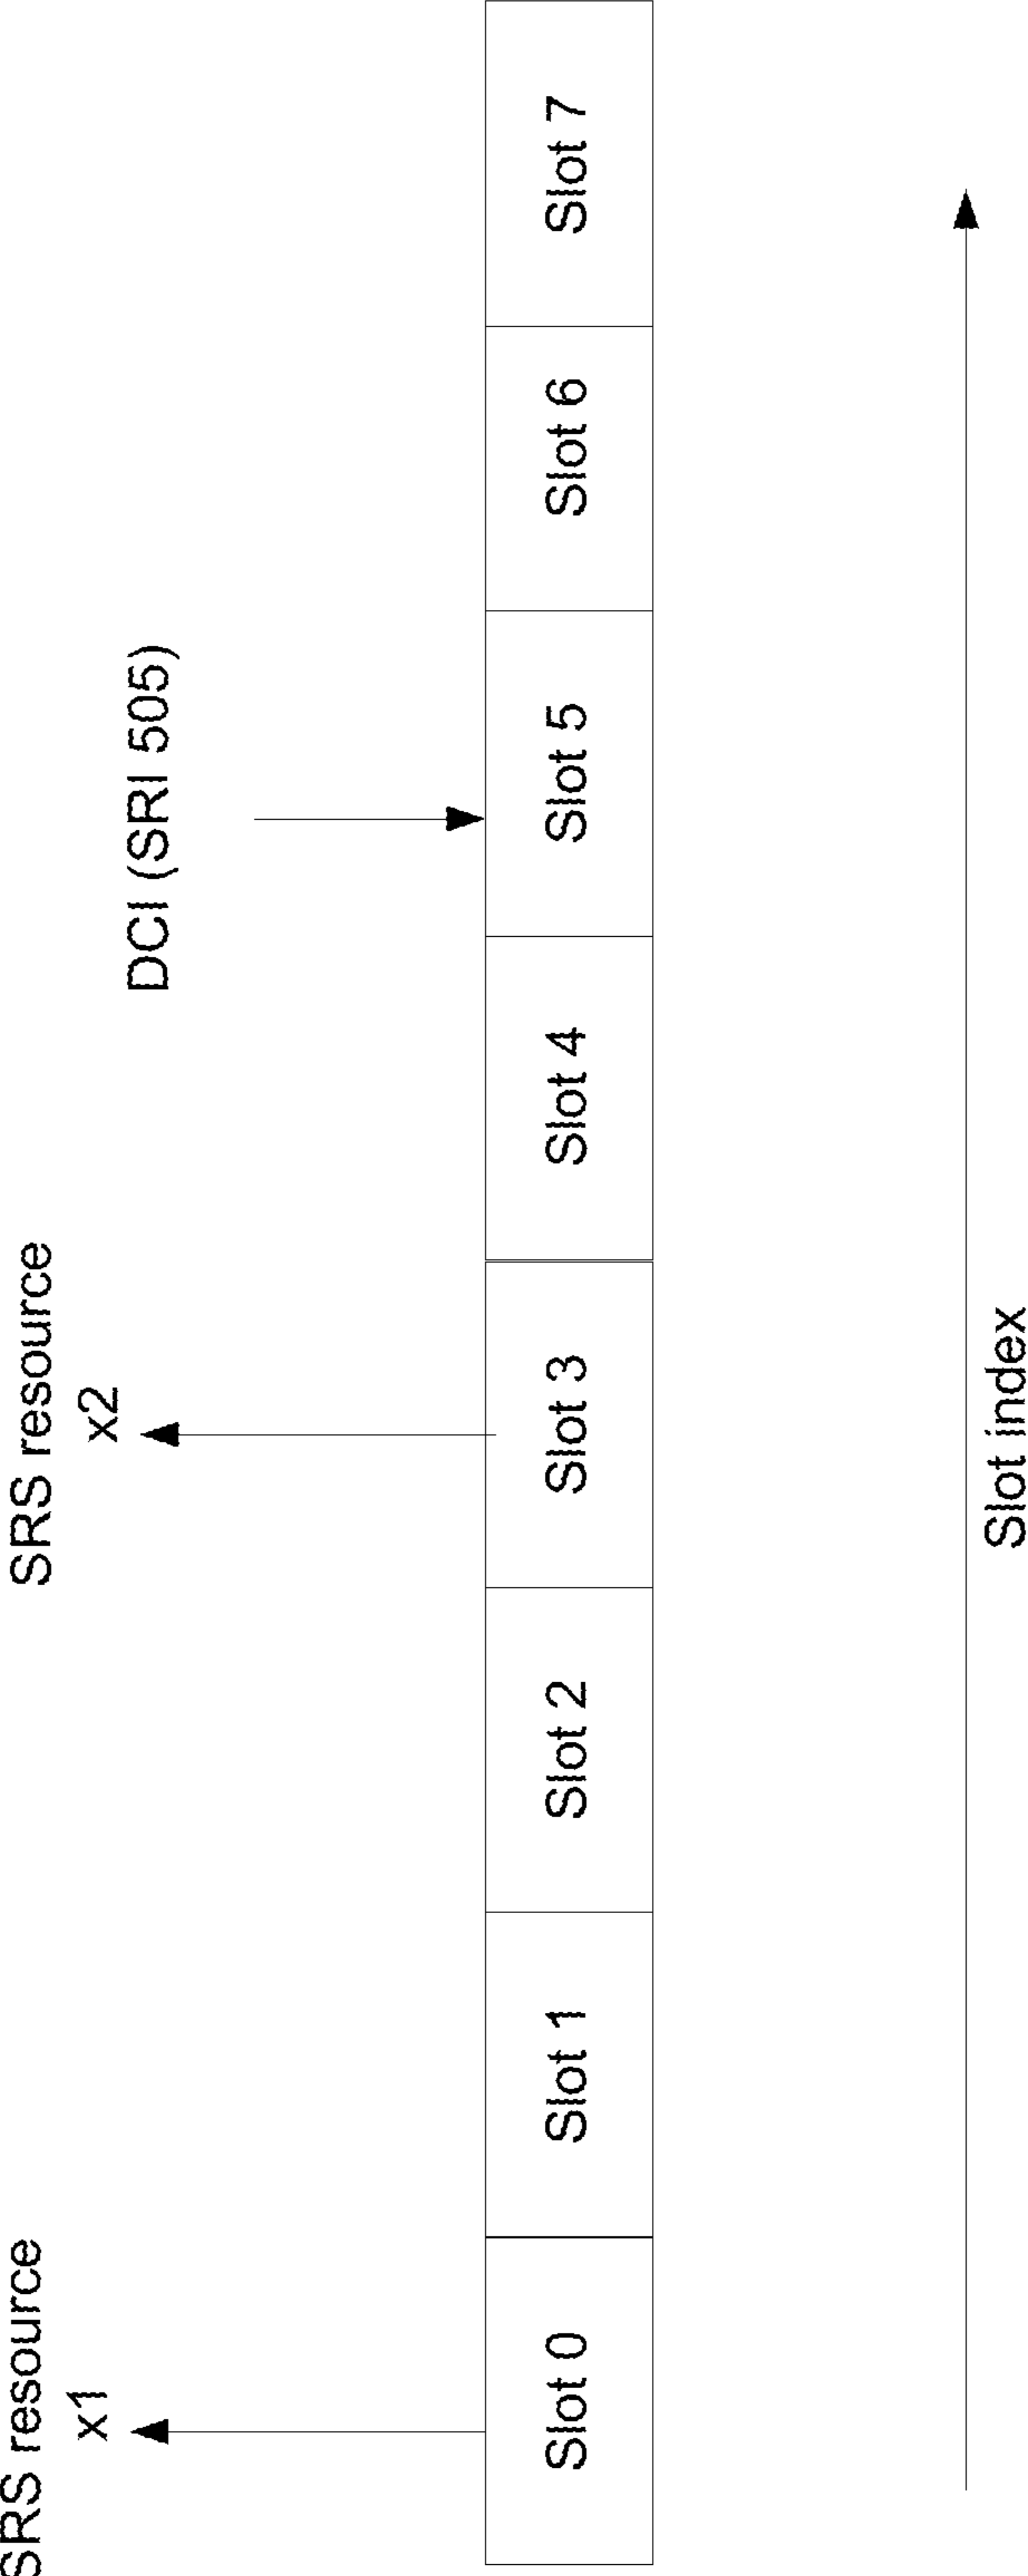 SRS resource
x1
SRS resource
x2
DCI (SRI 505)
Slot 0
Slot 1
Slot 2
Slot 3
Slot 4
Slot 5
Slot 6
Slot 7
Slot index